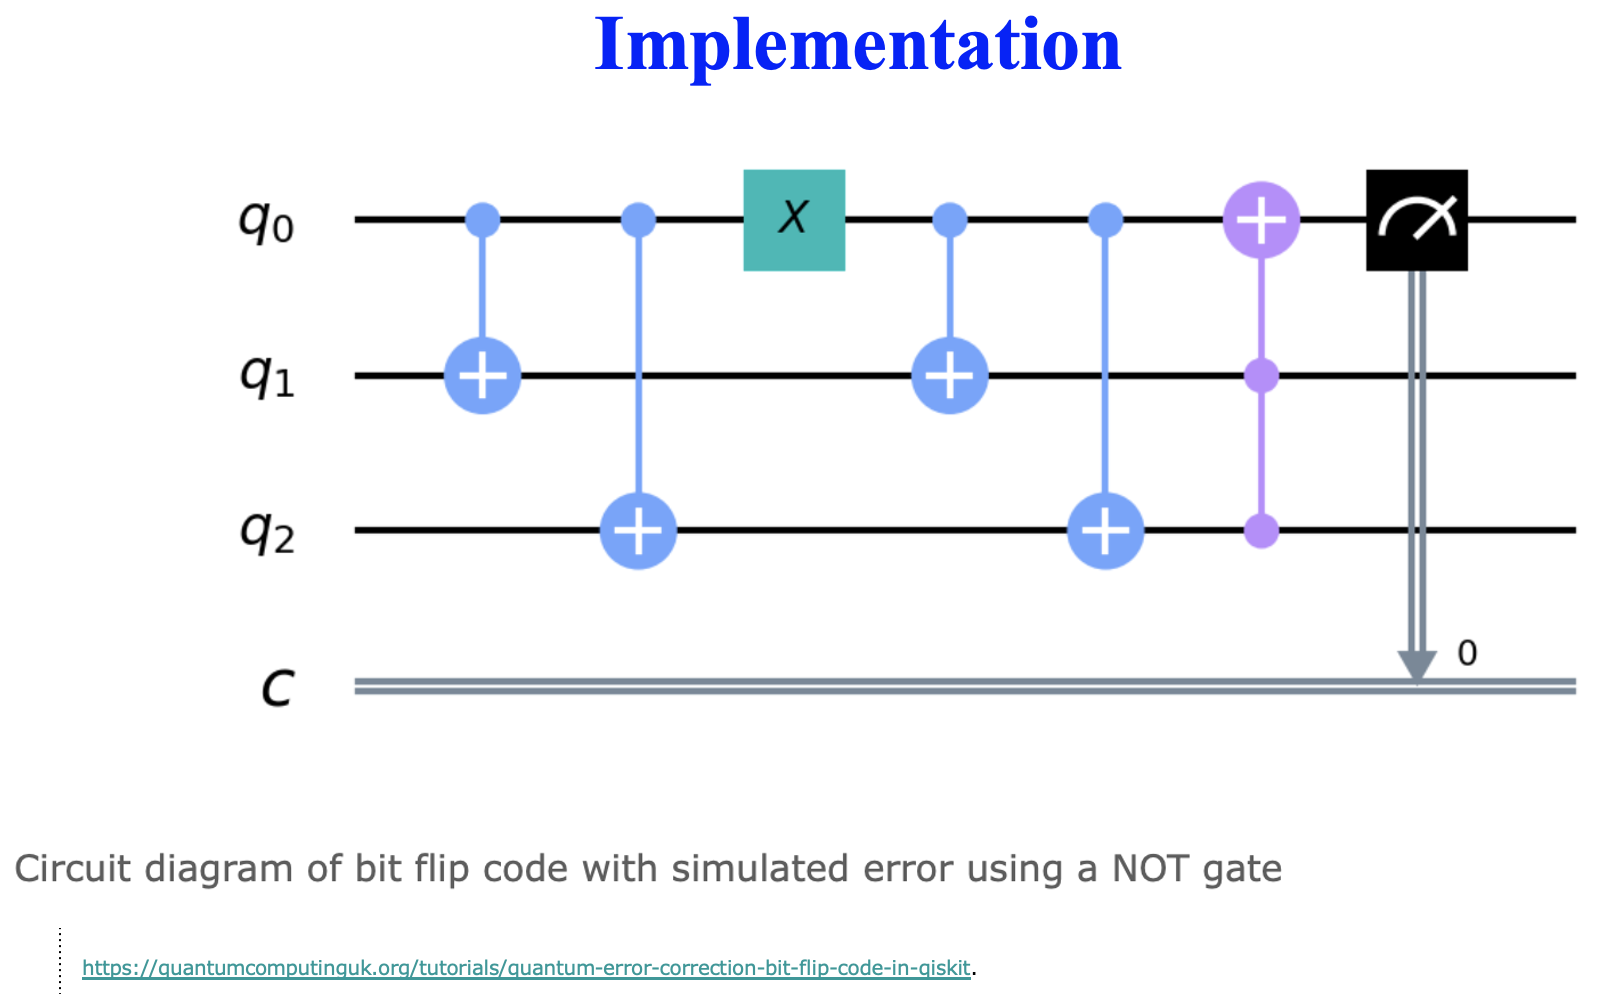 Implementation
q0
X
q1
q2
0
C
Circuit diagram of bit flip code with simulated error using a NOT gate
https://quantumcomputinguk.org/tutorials/quantum-error-correction-bit-flip-code-in-qiskit.